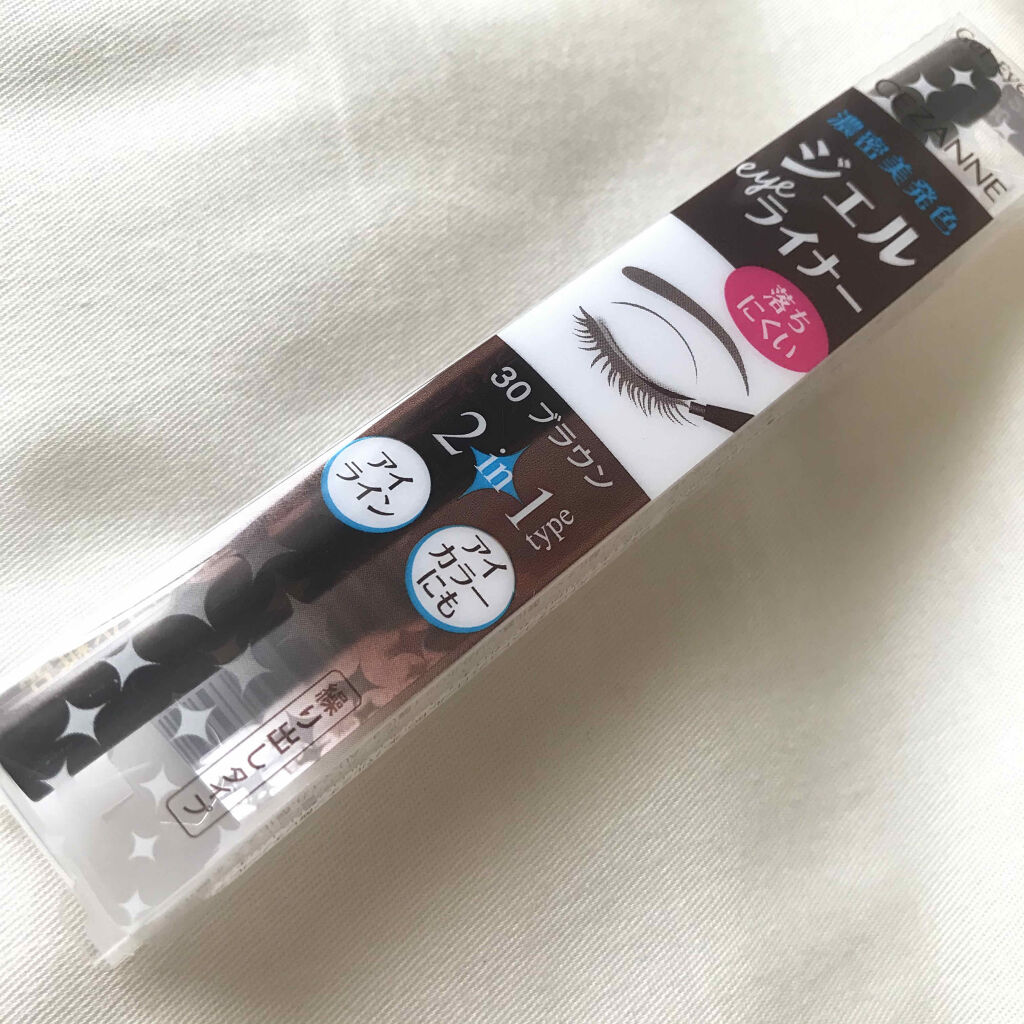 CEZANNE
濃密美発色
ジェル
eye
ライナー
落ち
にくい
30 ブラウン
2 in 1 type
アイ
ライン
アイ
カラー
にも
繰り出しタイプ